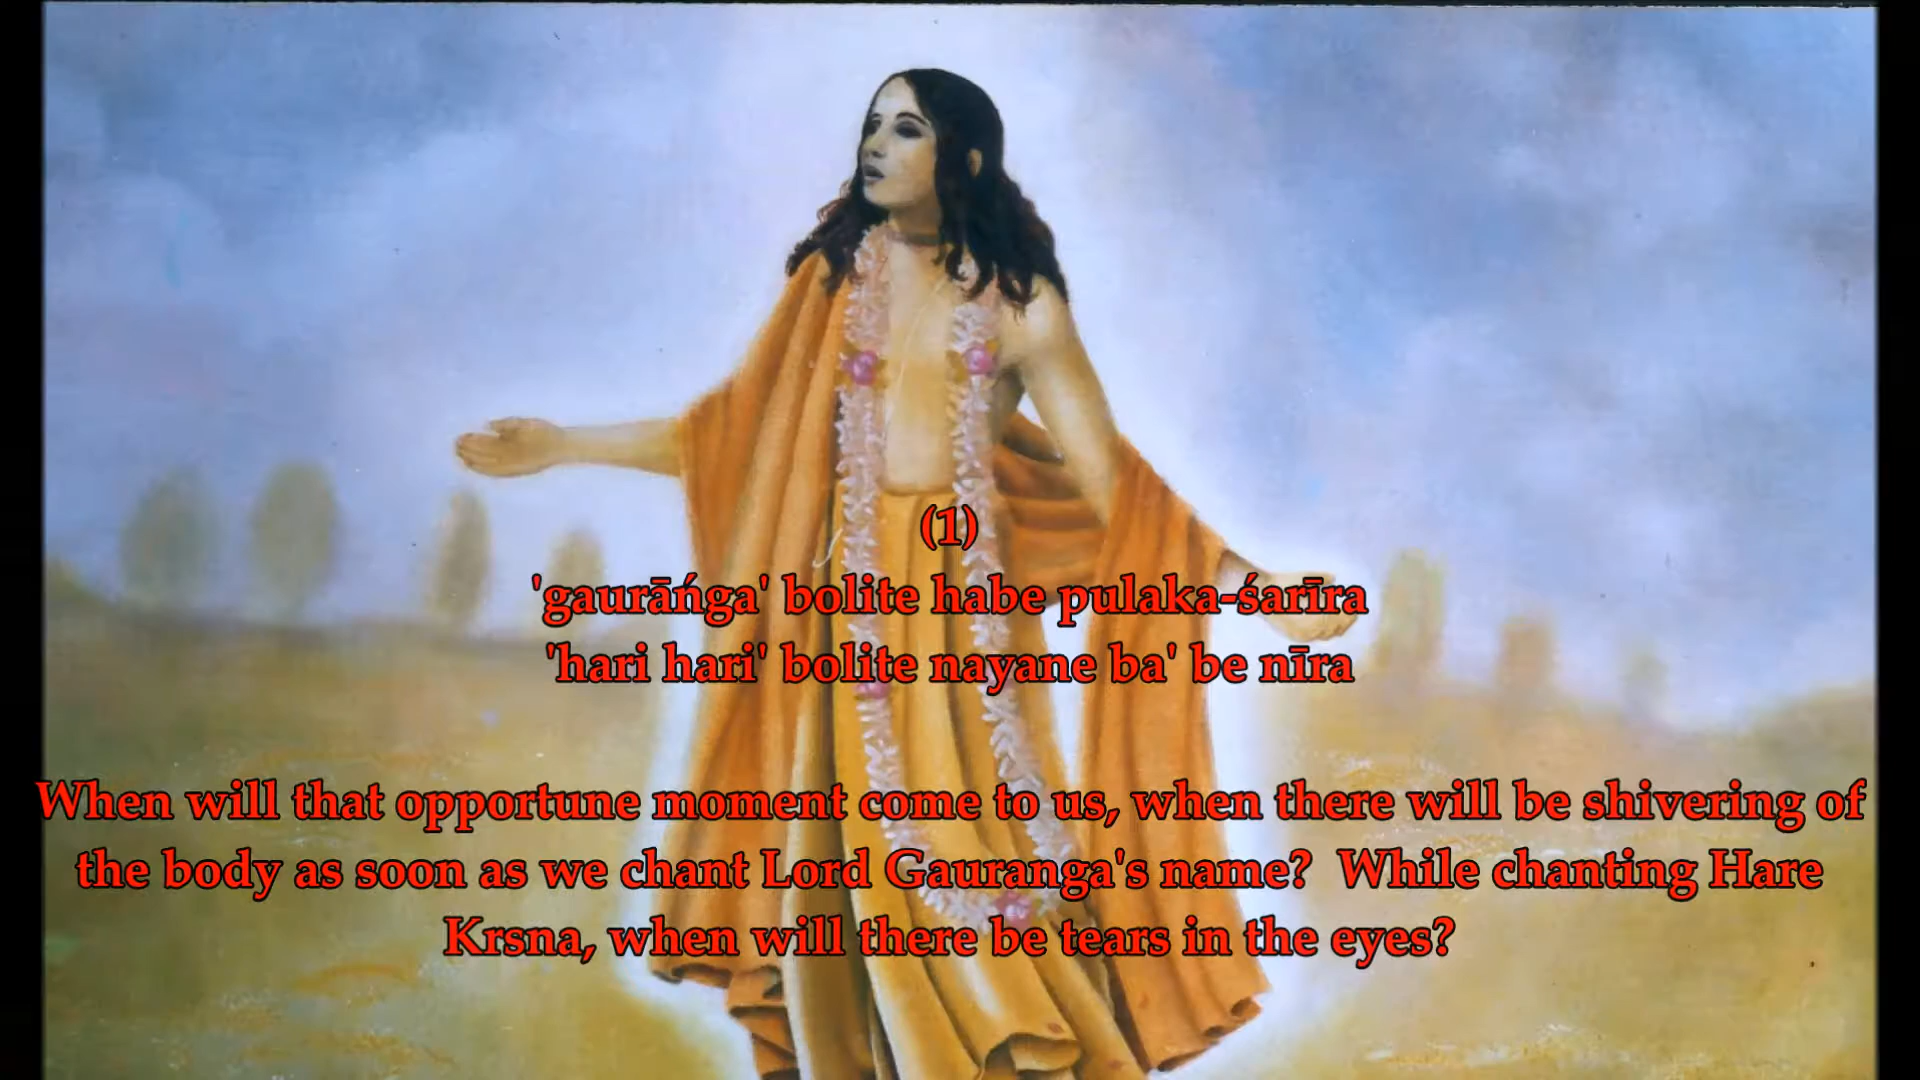 (1)
'gaurāńga' bolite habe pulaka-śarīra
'hari hari' bolite nayane ba' be nīra
When will that opportune moment come to us, when there will be shivering of
the body as soon as we chant Lord Gauranga's name?  While chanting Hare
Krsna, when will there be tears in the eyes?